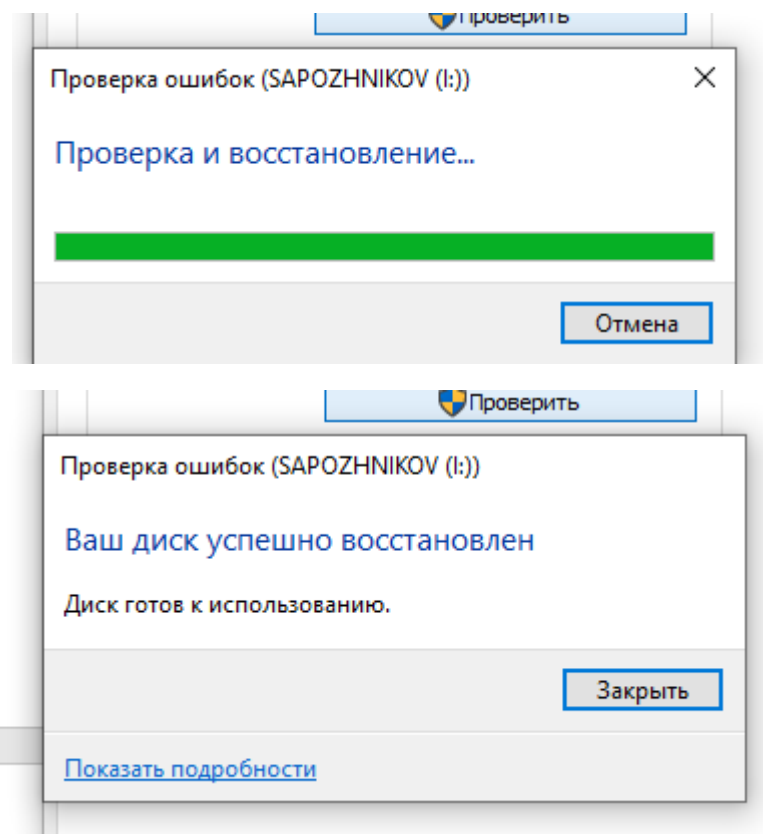 Проверить
Проверка ошибок (SAPOZHNIKOV (I:))
Проверка и восстановление...
Отмена
Проверить
Проверка ошибок (SAPOZHNIKOV (I:))
Ваш диск успешно восстановлен
Диск готов к использованию.
Закрыть
Показать подробности